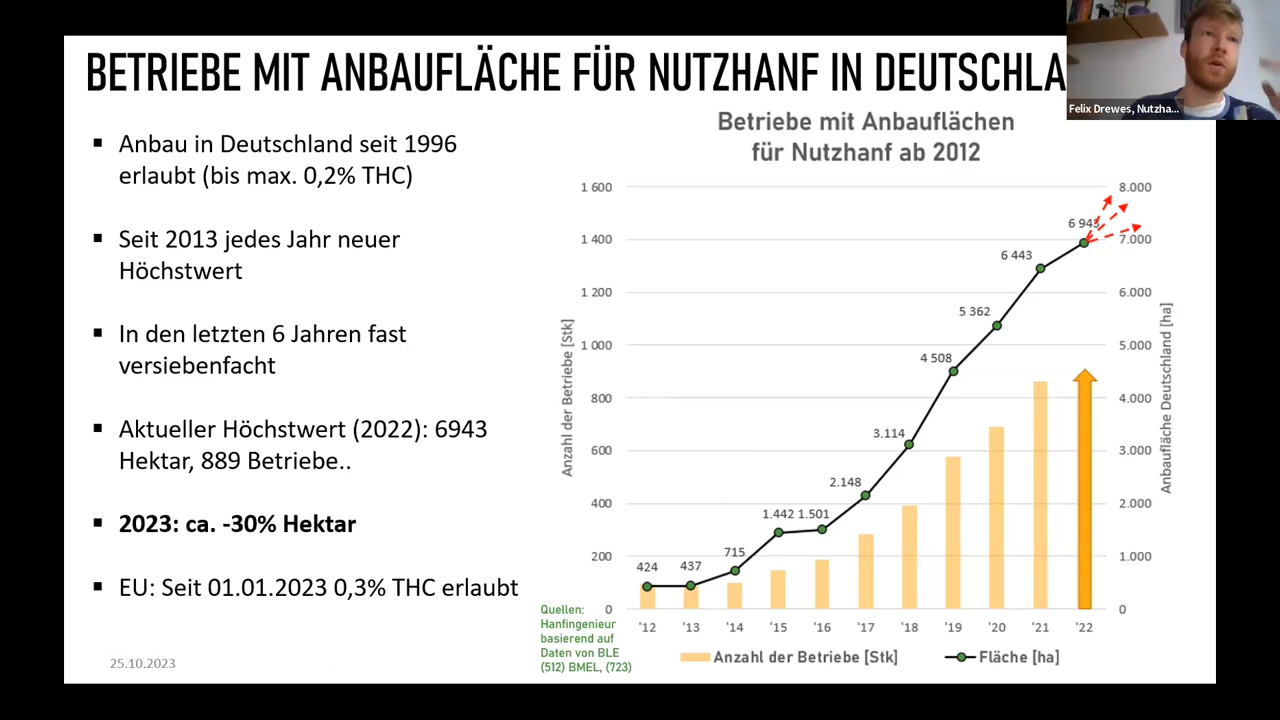 BETRIEBE MIT ANBAUFLÄCHE FÜR NUTZHANF IN DEUTSCHLA
Felix Drewes, Nutzha...
▪ Anbau in Deutschland seit 1996
erlaubt (bis max. 0,2% THC)
▪ Seit 2013 jedes Jahr neuer
Höchstwert
▪ In den letzten 6 Jahren fast
versiebenfacht
▪ Aktueller Höchstwert (2022): 6943
Hektar, 889 Betriebe..
▪ 2023: ca. -30% Hektar
▪ EU: Seit 01.01.2023 0,3% THC erlaubt
25.10.2023
Betriebe mit Anbauflächen
für Nutzhanf ab 2012
Anzahl der Betriebe [Stk]
1 600
1 400
1 200
1 000
800
600
400
200
0
424
437
715
1.442
1.501
2.148
3.114
4 508
5 362
6 443
6 943
8.000
7.000
6.000
5.000
4.000
3.000
2.000
1.000
0
Anbaufläche Deutschland [ha]
'12 '13 '14 '15 '16 '17 '18 '19 '20 '21 '22
Anzahl der Betriebe [Stk] Fläche [ha]
Quellen:
Hanfingenieur
basierend auf
Daten von BLE
(512) BMEL, (723)